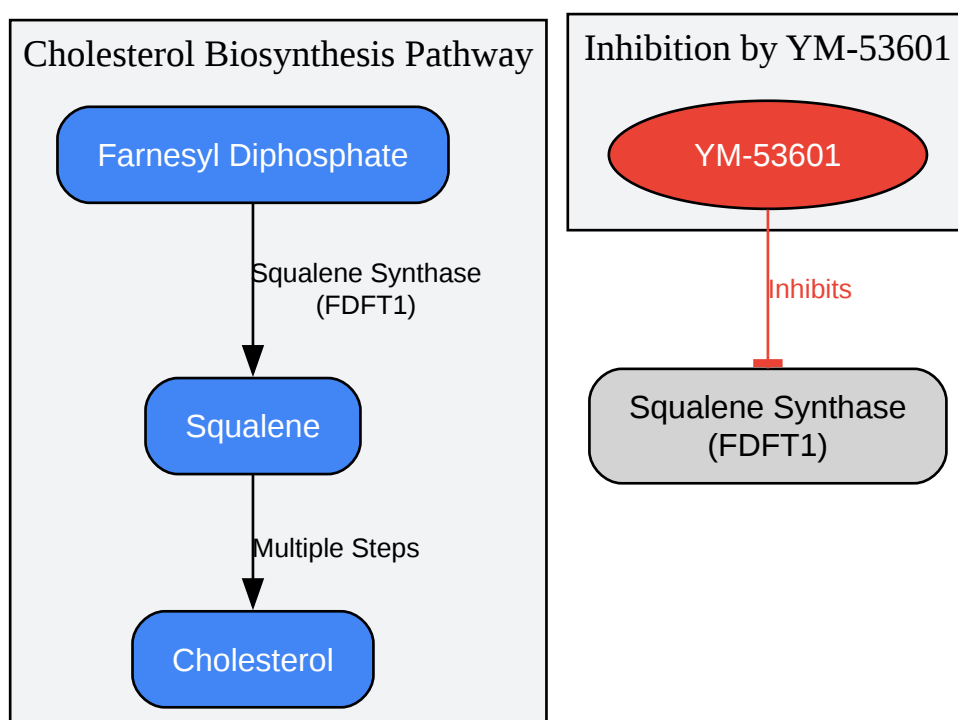 Cholesterol Biosynthesis Pathway
Farnesyl Diphosphate
Squalene Synthase
(FDFT1)
Squalene
Multiple Steps
Cholesterol
Inhibition by YM-53601
YM-53601
Inhibits
Squalene Synthase
(FDFT1)